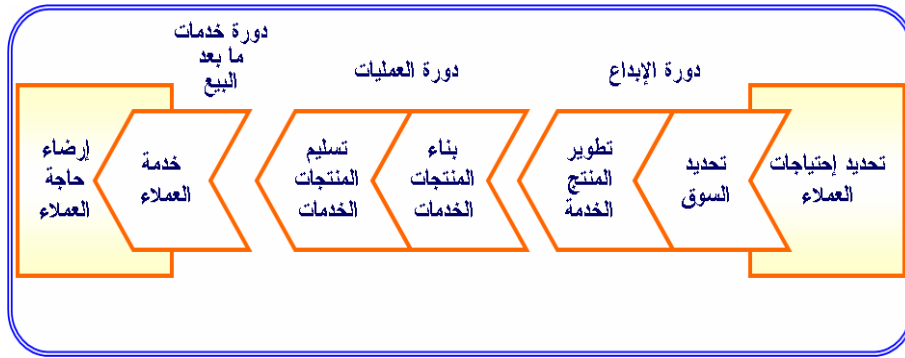 دورة الإبداع
دورة العمليات
دورة خدمات
ما بعد
البيع
تحديد إحتياجات
العملاء
تحديد
السوق
تطوير
المنتج
الخدمة
بناء
المنتجات
الخدمات
تسليم
المنتجات
الخدمات
خدمة
العملاء
إرضاء
حاجة
العملاء